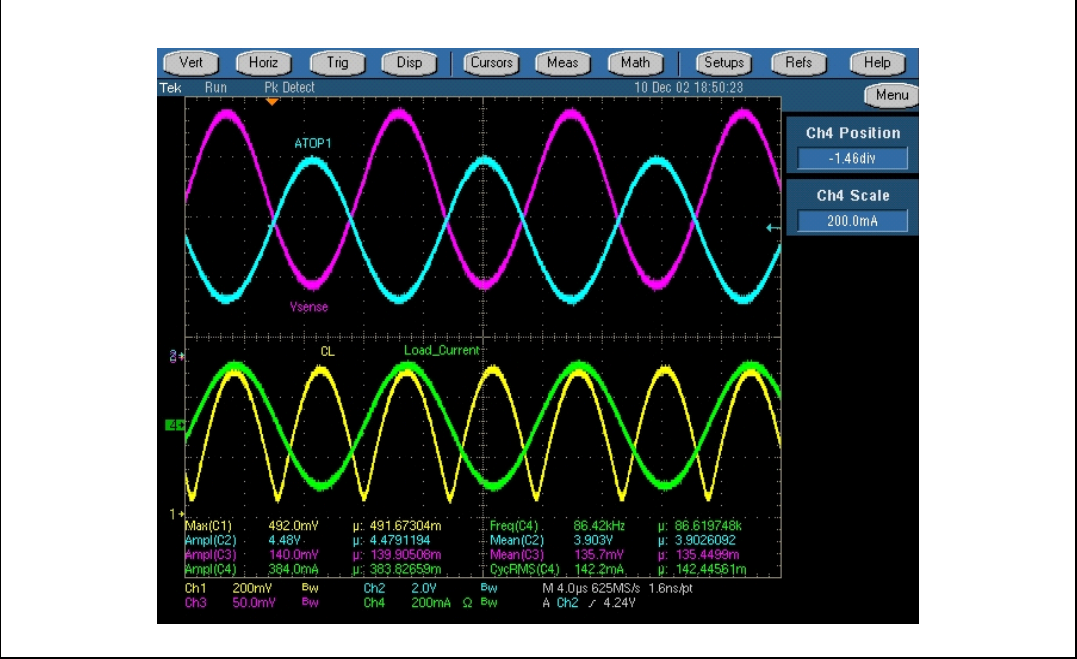 Vert Horiz Trig Disp Cursors Meas Math Setups Refs Help
Tek Run Pk Detect 10 Dec 02 18:50:23 Menu
Ch4 Position
-1.46div
Ch4 Scale
200.0mA
ATOP1
Vsense
CL Load_Current
4
1
Max(C1) 492.0mV µ: 491.67304m Freq(C4) 86.42kHz µ: 86.619748k
Ampl(C2) 4.48V µ: 4.4791194 Mean(C2) 3.903V µ: 3.9026092
Ampl(C3) 140.0mV µ: 139.90506m Mean(C3) 135.7mV µ: 135.4499m
Ampl(C4) 384.0mA µ: 383.82659m CycRMS(C4) 142.2mA µ: 142.44561m
Ch1 200mV Bw Ch2 2.0V Bw M 4.0µs 625MS/s 1.6ns/pt
Ch3 50.0mV Bw Ch4 200mA Ω Bw A Ch2 ⁄ 4.24V